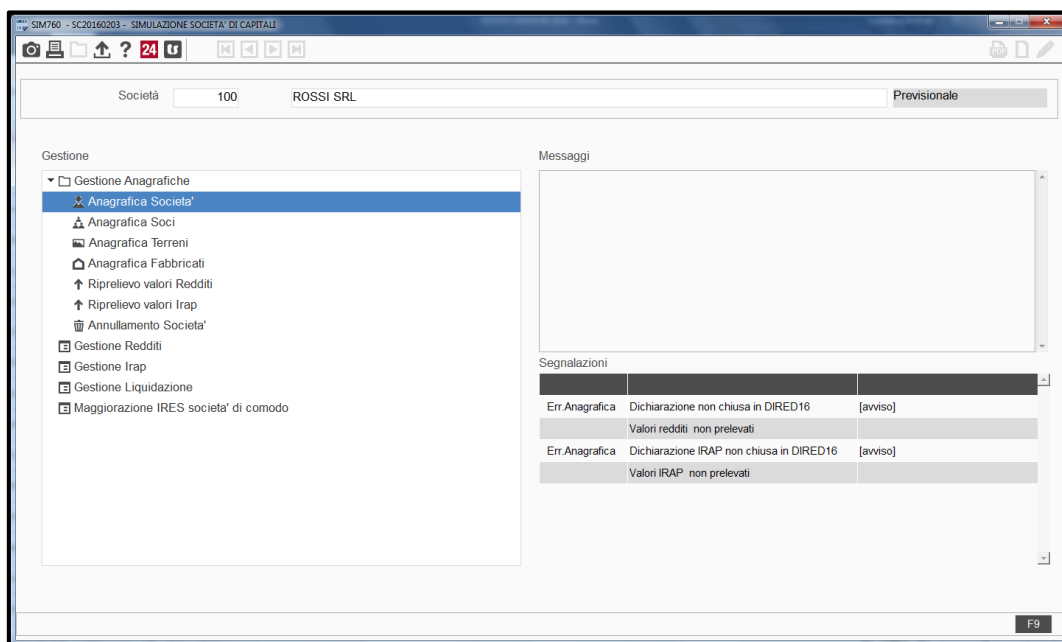 SIM760 - SC20160203 - SIMULAZIONE SOCIETA' DI CAPITALI
? 24
Società 100 ROSSI SRL Previsionale
Gestione
Gestione Anagrafiche
Anagrafica Societa'
Anagrafica Soci
Anagrafica Terreni
Anagrafica Fabbricati
Riprelievo valori Redditi
Riprelievo valori Irap
Annullamento Societa'
Gestione Redditi
Gestione Irap
Gestione Liquidazione
Maggiorazione IRES societa' di comodo
Messaggi
Segnalazioni
Err.Anagrafica Dichiarazione non chiusa in DIRED16 [avviso]
Valori redditi non prelevati
Err.Anagrafica Dichiarazione IRAP non chiusa in DIRED16 [avviso]
Valori IRAP non prelevati
F9